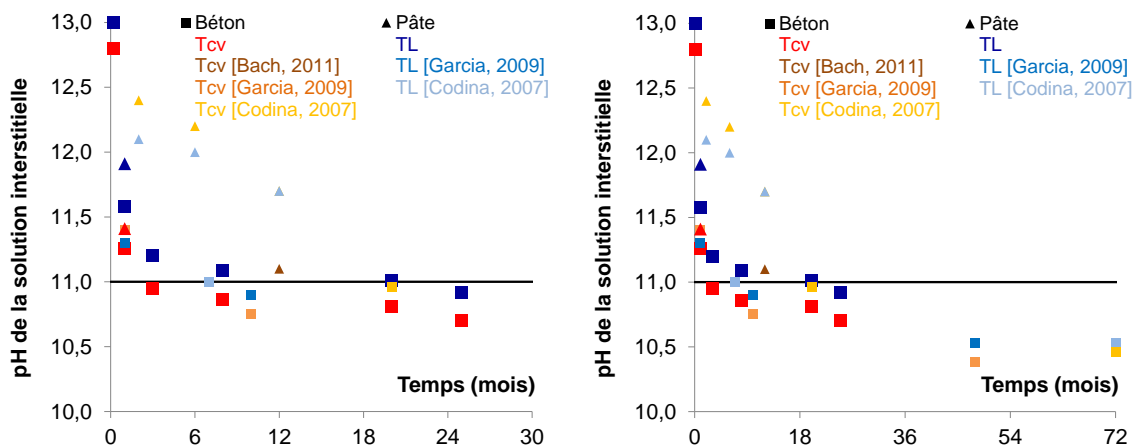 pH de la solution interstitielle
13,0
12,5
12,0
11,5
11,0
10,5
10,0
Béton Pâte
Tcv TL
Tcv [Bach, 2011] TL [Garcia, 2009]
Tcv [Garcia, 2009] TL [Codina, 2007]
Tcv [Codina, 2007]
Temps (mois)
0 6 12 18 24 30
pH de la solution interstitielle
13,0
12,5
12,0
11,5
11,0
10,5
10,0
Béton Pâte
Tcv TL
Tcv [Bach, 2011] TL [Garcia, 2009]
Tcv [Garcia, 2009] TL [Codina, 2007]
Tcv [Codina, 2007]
Temps (mois)
0 18 36 54 72